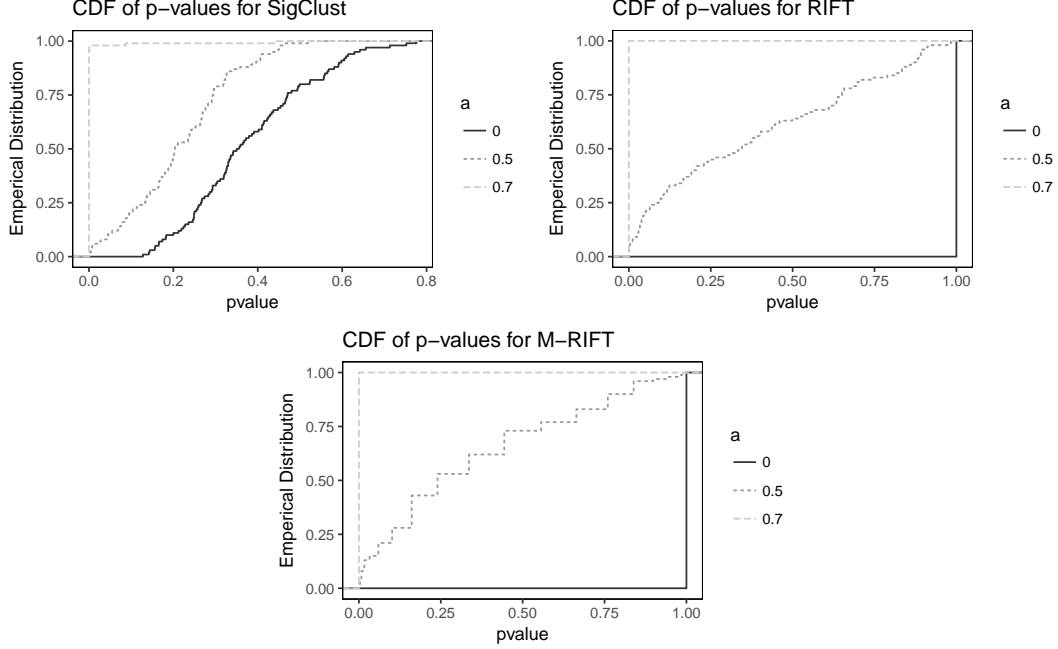 CDF of p−values for SigClust
1.00
0.75
0.50
0.25
0.00
Emperical Distribution
0.0 0.2 0.4 0.6 0.8
pvalue
a
0
0.5
0.7
CDF of p−values for RIFT
1.00
0.75
0.50
0.25
0.00
Emperical Distribution
0.00 0.25 0.50 0.75 1.00
pvalue
a
0
0.5
0.7
CDF of p−values for M−RIFT
1.00
0.75
0.50
0.25
0.00
Emperical Distribution
0.00 0.25 0.50 0.75 1.00
pvalue
a
0
0.5
0.7